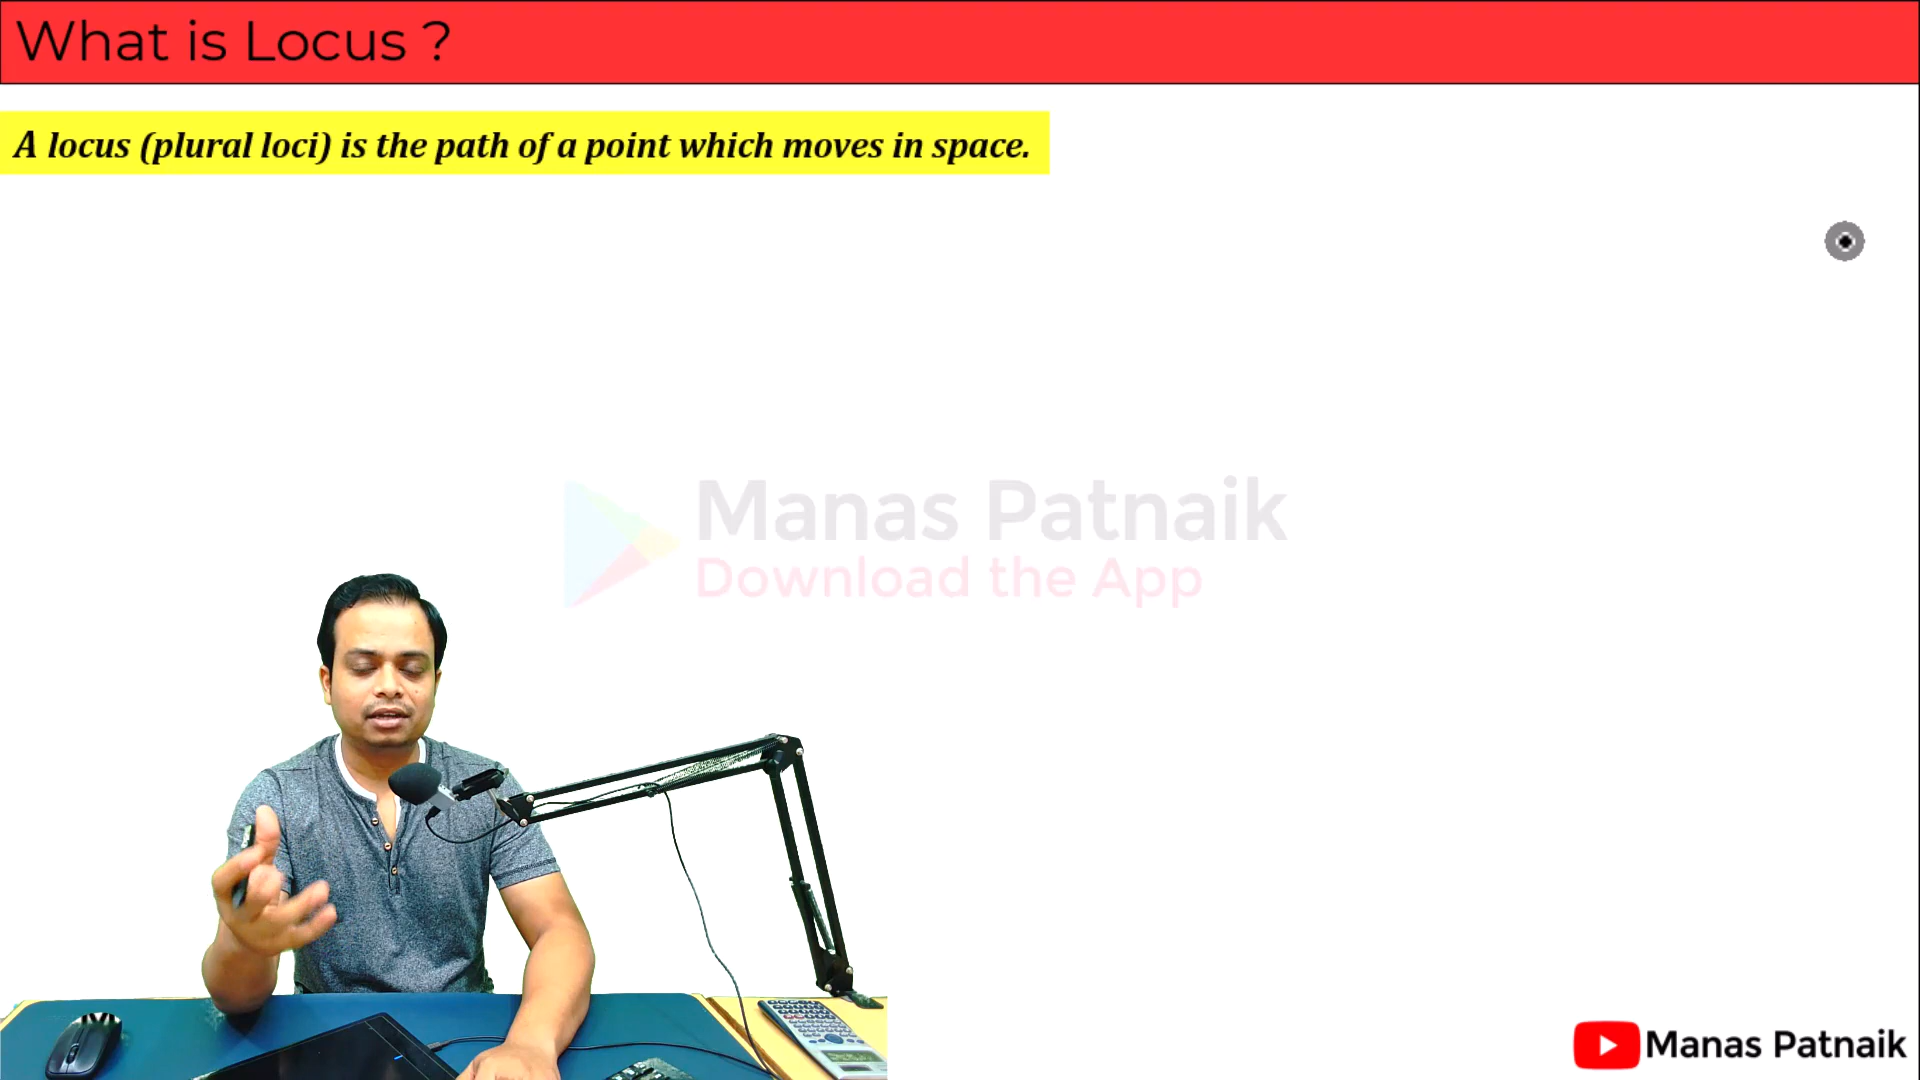 What is Locus ?
A locus (plural loci) is the path of a point which moves in space.
Manas Patnaik
Download the App
Manas Patnaik